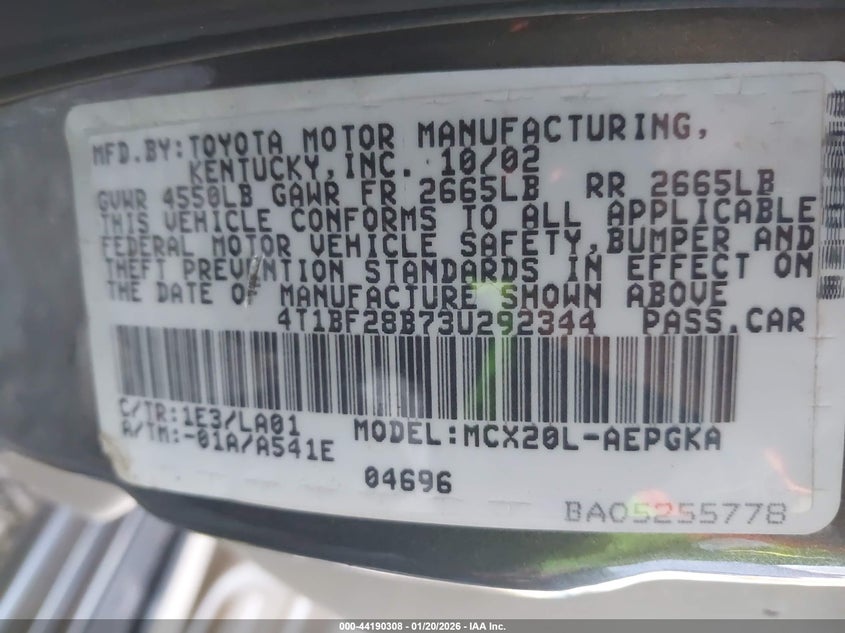 MFD.BY:TOYOTA MOTOR MANUFACTURING,
KENTUCKY,INC. 10/02
GVWR 4550LB GAWR FR 2665LB RR 2665LB
THIS VEHICLE CONFORMS TO ALL APPLICABLE
FEDERAL MOTOR VEHICLE SAFETY,BUMPER AND
THEFT PREVENTION STANDARDS IN EFFECT ON
THE DATE OF MANUFACTURE SHOWN ABOVE
4T1BF28B73U292344 PASS.CAR
C/TR:1E3/LA01
A/TM:-01A/A541E
MODEL:MCX20L-AEPGKA
04696
BA05255778
000-44190308 | 01/20/2026 | IAA Inc.